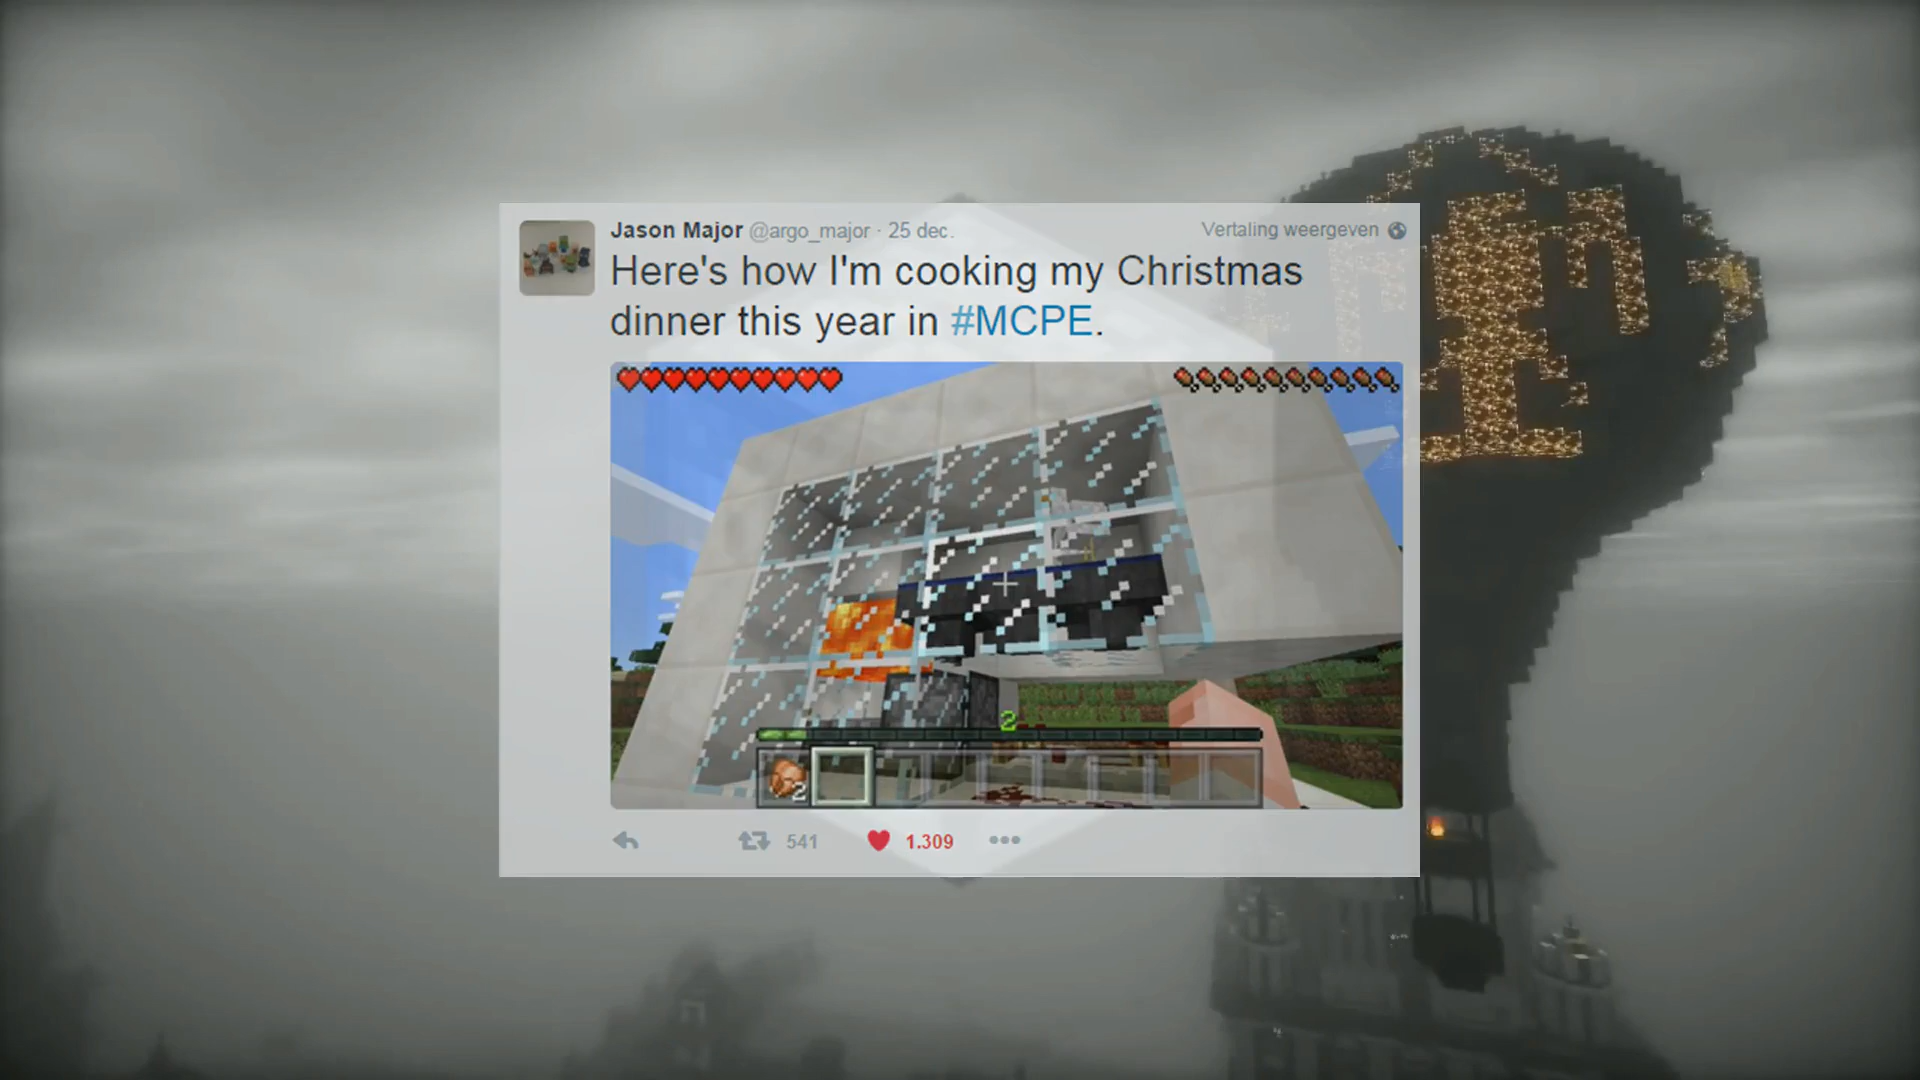 Jason Major @argo_major · 25 dec. Vertaling weergeven
Here's how I'm cooking my Christmas
dinner this year in #MCPE.
2
2
541 1.309